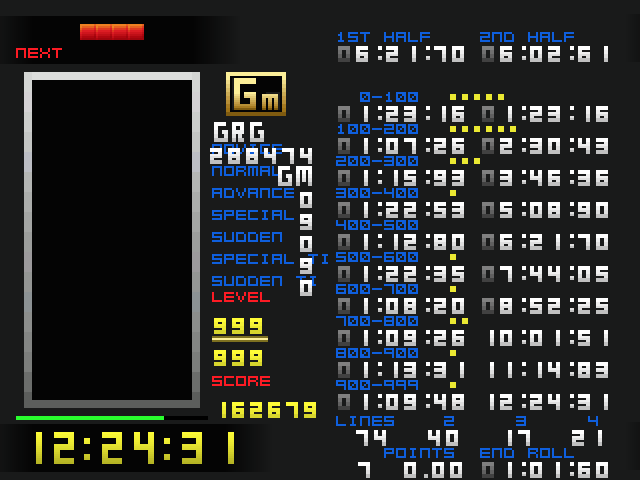 NEXT
1ST HALF 2ND HALF
06:21:70 06:02:61
Gm
GRG
288474
NORMAL GM
ADVANCE 0
SPECIAL 9
SUDDEN 0
SPECIAL TI 9
SUDDEN TI 0
LEVEL
999
999
SCORE
162679
12:24:31
0-100
01:23:16 01:23:16
100-200
01:07:26 02:30:43
200-300
01:15:93 03:46:36
300-400
01:22:53 05:08:90
400-500
01:12:80 06:21:70
500-600
01:22:35 07:44:05
600-700
01:08:20 08:52:25
700-800
01:09:26 10:01:51
800-900
01:13:31 11:14:83
900-999
01:09:48 12:24:31
LINES 2 3 4
74 40 17 21
POINTS END ROLL
7 0.00 01:01:60